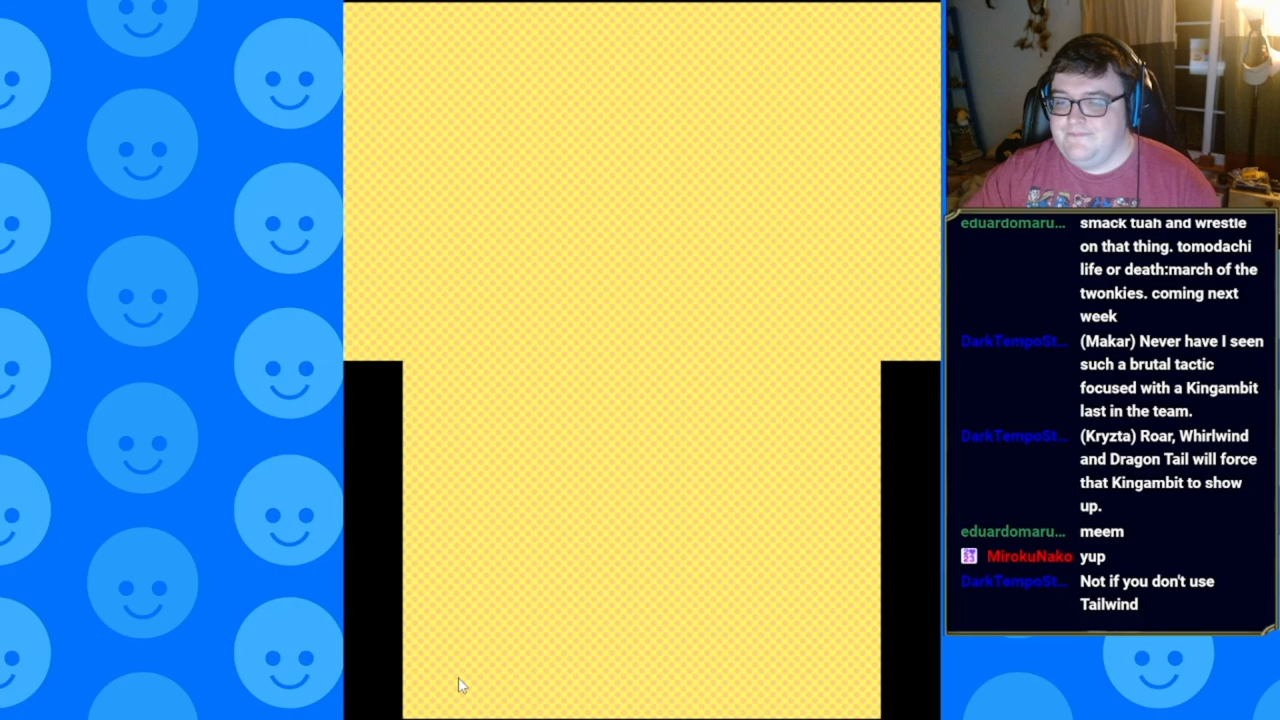 eduardomaru... smack tuah and wrestle
on that thing. tomodachi
life or death:march of the
twonkies. coming next
week
DarkTempoSt... (Makar) Never have I seen
such a brutal tactic
focused with a Kingambit
last in the team.
DarkTempoSt... (Kryzta) Roar, Whirlwind
and Dragon Tail will force
that Kingambit to show
up.
eduardomaru... meem
MirokuNako yup
DarkTempoSt... Not if you don't use
Tailwind